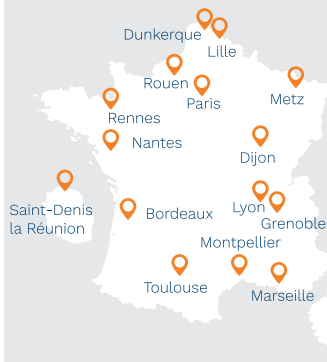 Dunkerque
Lille
Rouen
Paris
Metz
Rennes
Nantes
Dijon
Saint-Denis
la Réunion
Bordeaux
Lyon
Grenoble
Montpellier
Toulouse
Marseille